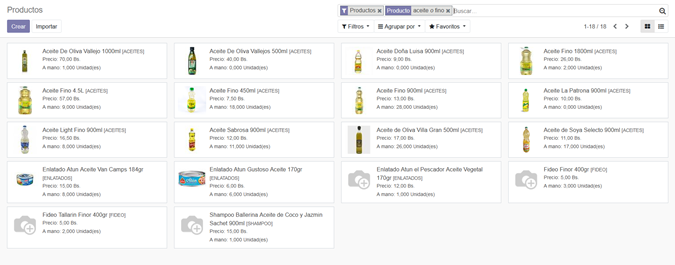 Productos
Productos ×
Producto aceite o fino ×
Buscar...
Crear
Importar
Filtros
Agrupar por
Favoritos
1-18 / 18
Aceite De Oliva Vallejo 1000ml [ACEITES]
Precio: 70,00 Bs.
A mano: 1,000 Unidad(es)
Aceite De Oliva Vallejos 500ml [ACEITES]
Precio: 40,00 Bs.
A mano: 0,000 Unidad(es)
Aceite Doña Luisa 900ml [ACEITES]
Precio: 9,00 Bs.
A mano: 0,000 Unidad(es)
Aceite Fino 1800ml [ACEITES]
Precio: 26,00 Bs.
A mano: 2,000 Unidad(es)
Aceite Fino 4.5L [ACEITES]
Precio: 57,00 Bs.
A mano: 9,000 Unidad(es)
Aceite Fino 450ml [ACEITES]
Precio: 7,50 Bs.
A mano: 18,000 Unidad(es)
Aceite Fino 900ml [ACEITES]
Precio: 13,00 Bs.
A mano: 28,000 Unidad(es)
Aceite La Patrona 900ml [ACEITES]
Precio: 10,00 Bs.
A mano: 0,000 Unidad(es)
Aceite Light Fino 900ml [ACEITES]
Precio: 16,50 Bs.
A mano: 8,000 Unidad(es)
Aceite Sabrosa 900ml [ACEITES]
Precio: 12,00 Bs.
A mano: 11,000 Unidad(es)
Aceite de Oliva Villa Gran 500ml [ACEITES]
Precio: 17,00 Bs.
A mano: 26,000 Unidad(es)
Aceite de Soya Selecto 900ml [ACEITES]
Precio: 11,00 Bs.
A mano: 17,000 Unidad(es)
Enlatado Atun Aceite Van Camps 184gr
[ENLATADOS]
Precio: 15,00 Bs.
A mano: 8,000 Unidad(es)
Enlatado Atun Gustoso Aceite 170gr
[ENLATADOS]
Precio: 6,00 Bs.
A mano: 6,000 Unidad(es)
Enlatado Atun el Pescador Aceite Vegetal
170gr [ENLATADOS]
Precio: 12,00 Bs.
A mano: 1,000 Unidad(es)
Fideo Finor 400gr [FIDEO]
Precio: 5,00 Bs.
A mano: 3,000 Unidad(es)
Fideo Tallarin Finor 400gr [FIDEO]
Precio: 5,00 Bs.
A mano: 2,000 Unidad(es)
Shampoo Ballerina Aceite de Coco y Jazmin
Sachet 900ml [SHAMPOO]
Precio: 15,00 Bs.
A mano: 1,000 Unidad(es)